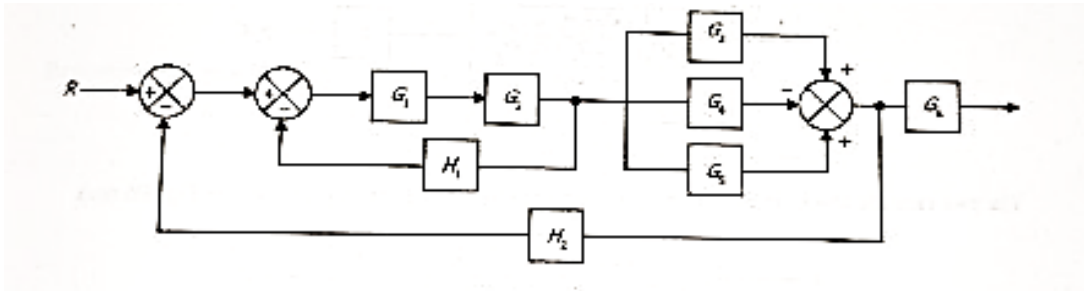 R
+
−
+
−
G₁
G₂
H₁
G₃
G₄
G₅
+
−
+
G₆
H₂